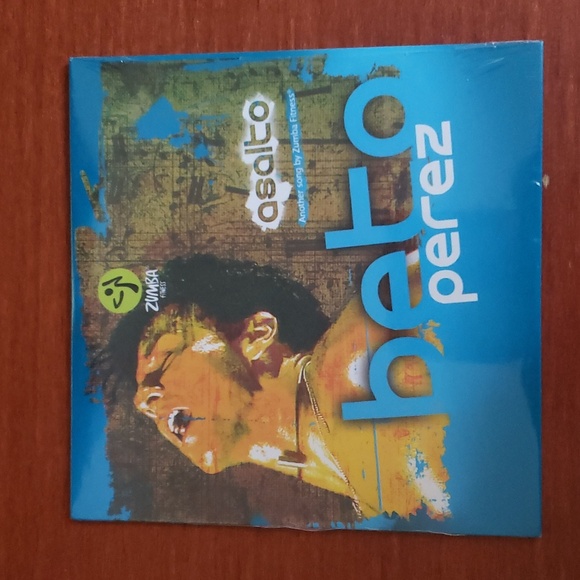 asalto
Another song by Zumba Fitness®
beto
perez
ZUMBA
FITNESS